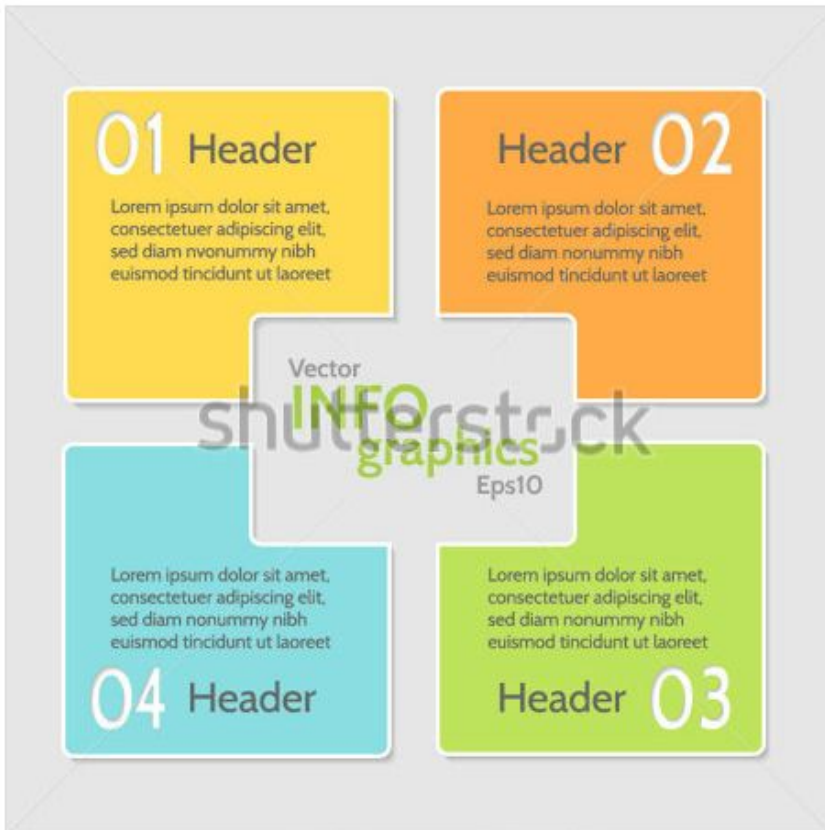 01 Header
Lorem ipsum dolor sit amet,
consectetuer adipiscing elit,
sed diam nvonummy nibh
euismod tincidunt ut laoreet
Header 02
Lorem ipsum dolor sit amet,
consectetuer adipiscing elit,
sed diam nonummy nibh
euismod tincidunt ut laoreet
Vector
INFO
shutterstock
graphics
Eps10
Lorem ipsum dolor sit amet,
consectetuer adipiscing elit,
sed diam nonummy nibh
euismod tincidunt ut laoreet
04 Header
Lorem ipsum dolor sit amet,
consectetuer adipiscing elit,
sed diam nonummy nibh
euismod tincidunt ut laoreet
Header 03